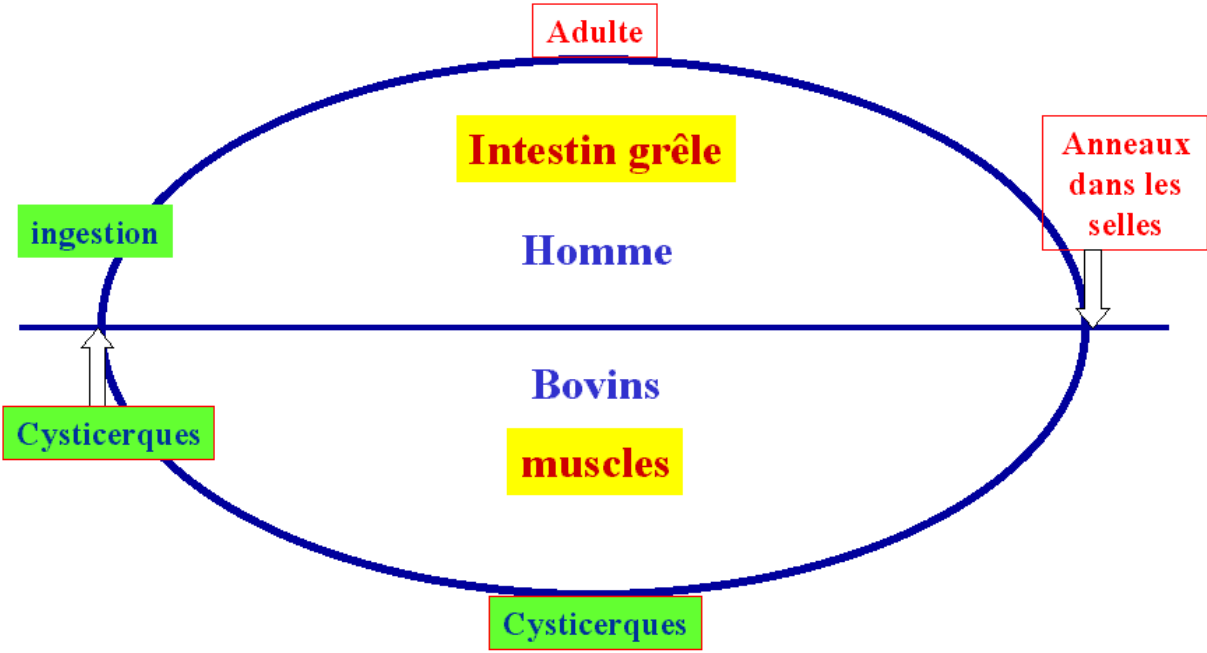 Adulte
Intestin grêle
Anneaux
dans les
selles
ingestion
Homme
Bovins
Cysticerques
muscles
Cysticerques